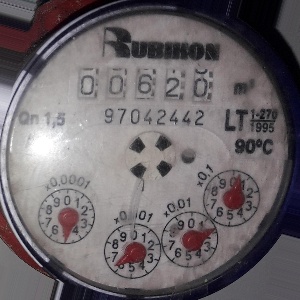 RUBIKON
00620 m³
Qn 1,5
97042442
LT 1-270
1995
90°C
x0,0001
x0,001
x0,01
x0,1